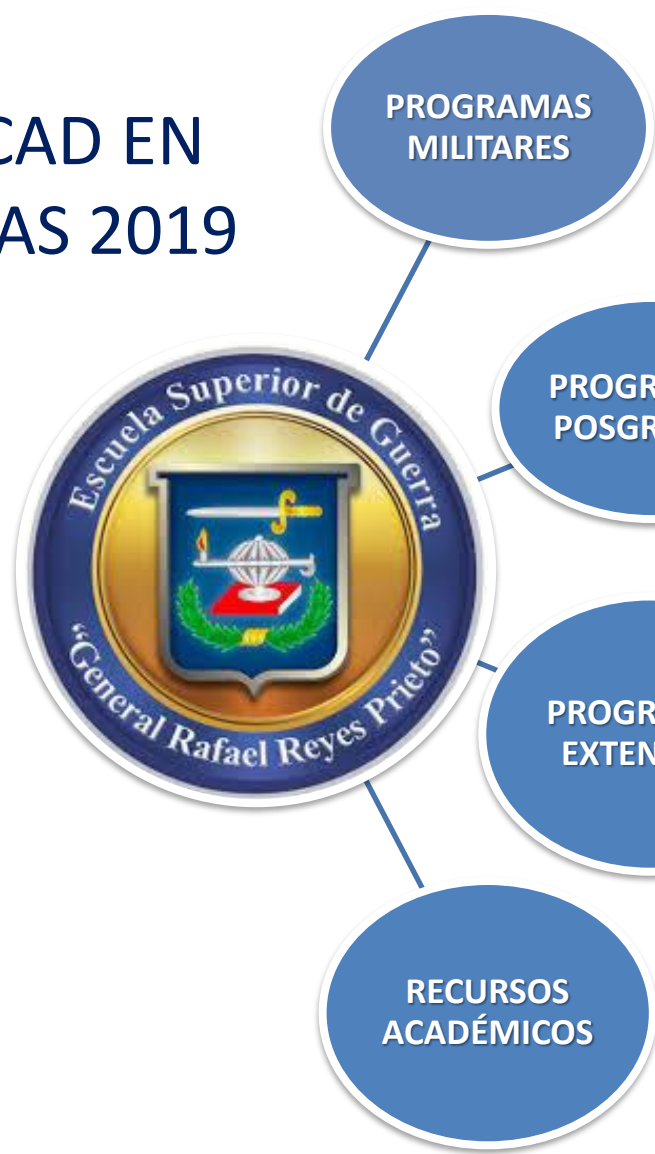 CAD EN
AS 2019
PROGRAMAS
MILITARES
Escuela Superior de Guerra
"General Rafael Reyes Prieto"
PROGR
POSGR
PROGR
EXTEN
RECURSOS
ACADÉMICOS